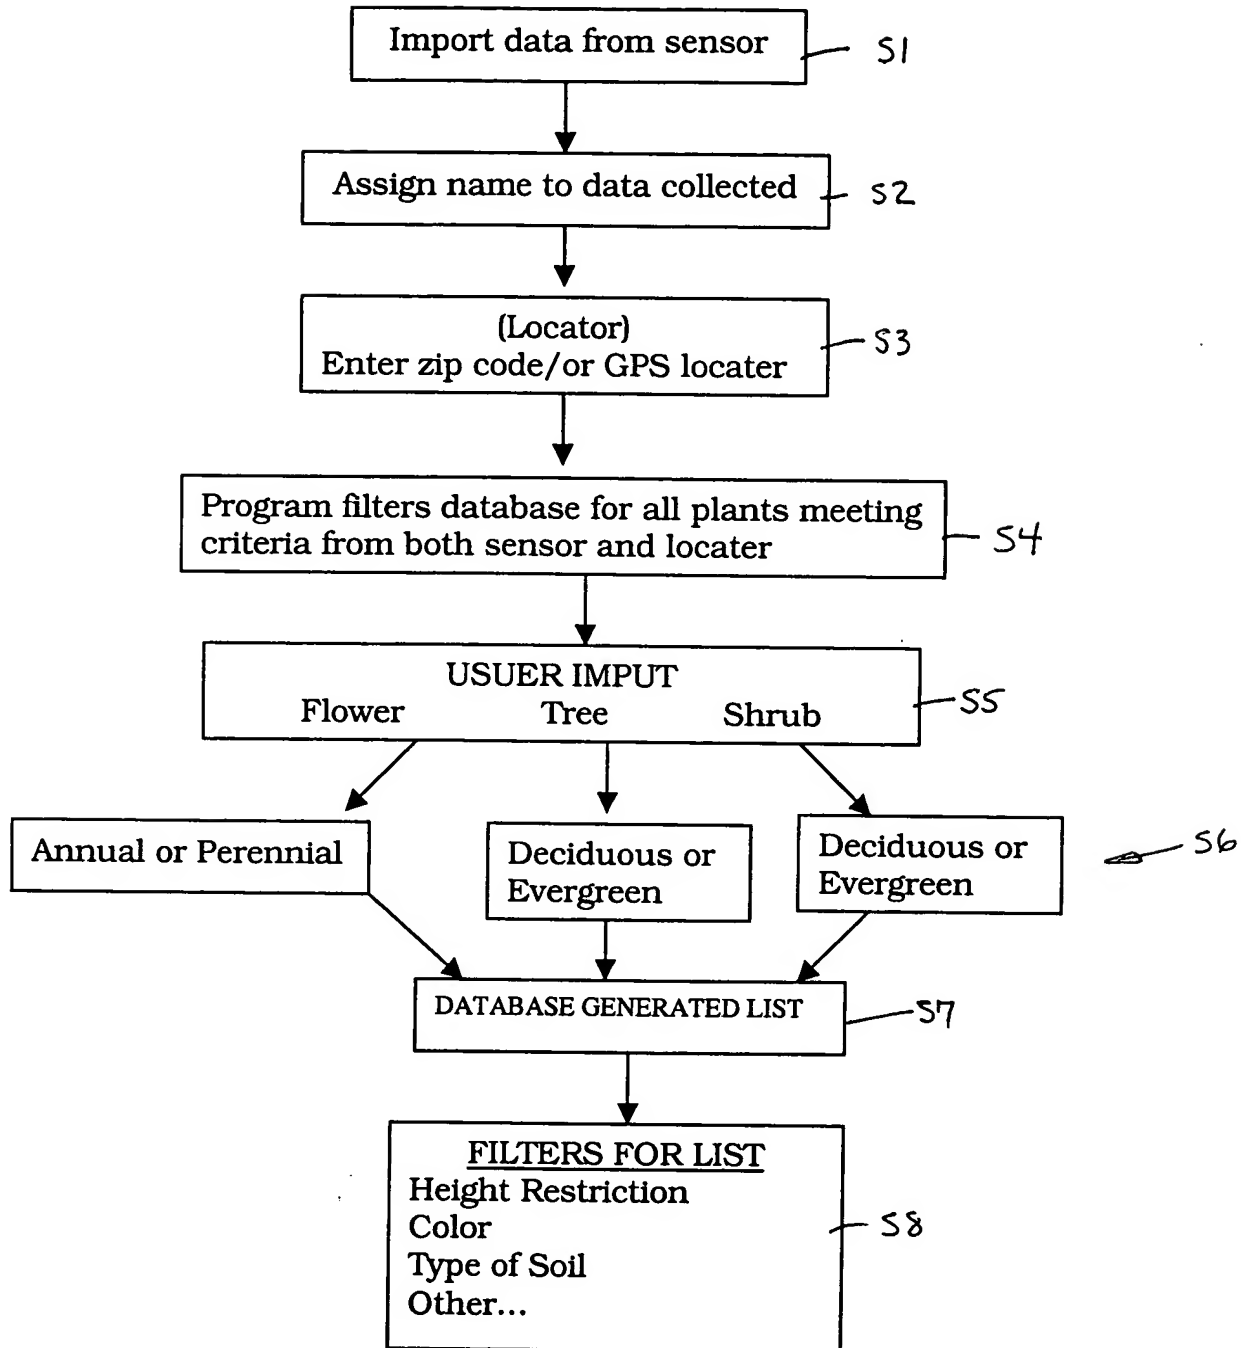 Import data from sensor
S1
Assign name to data collected
S2
(Locator)
Enter zip code/or GPS locater
S3
Program filters database for all plants meeting
criteria from both sensor and locater
S4
USUER IMPUT
Flower Tree Shrub
S5
Annual or Perennial
Deciduous or
Evergreen
Deciduous or
Evergreen
S6
DATABASE GENERATED LIST
S7
FILTERS FOR LIST
Height Restriction
Color
Type of Soil
Other...
S8